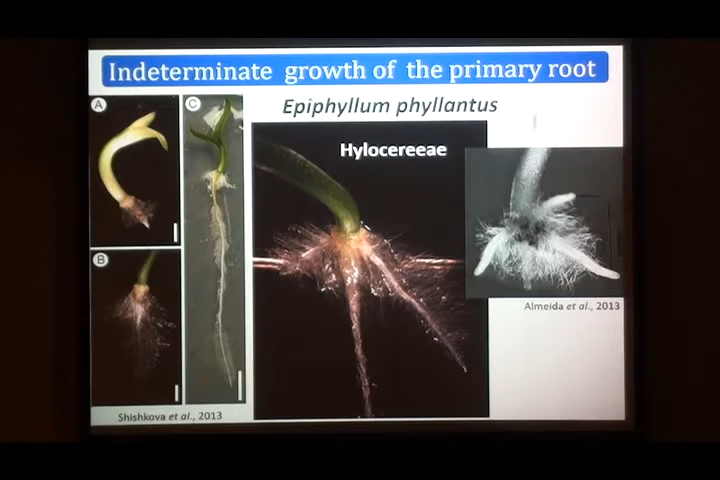 Indeterminate growth of the primary root
Epiphyllum phyllantus
A
C
Hylocereeae
B
Almeida et al., 2013
Shishkova et al., 2013